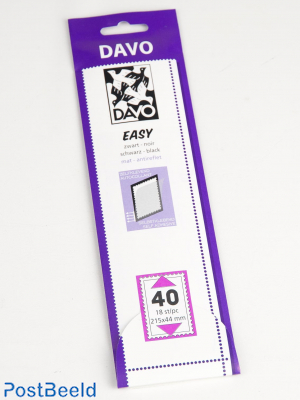 DAVO
DAVO
EASY
zwart - noir
schwarz - black
mat - antireflet
40
18 st/pc
215x44 mm
PostBeeld